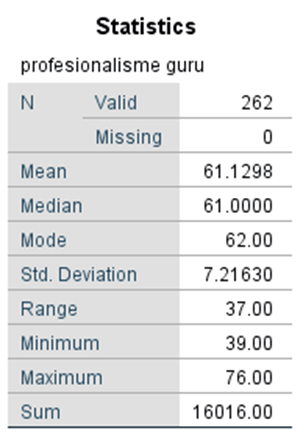 Statistics
profesionalisme guru
N Valid 262
Missing 0
Mean 61.1298
Median 61.0000
Mode 62.00
Std. Deviation 7.21630
Range 37.00
Minimum 39.00
Maximum 76.00
Sum 16016.00